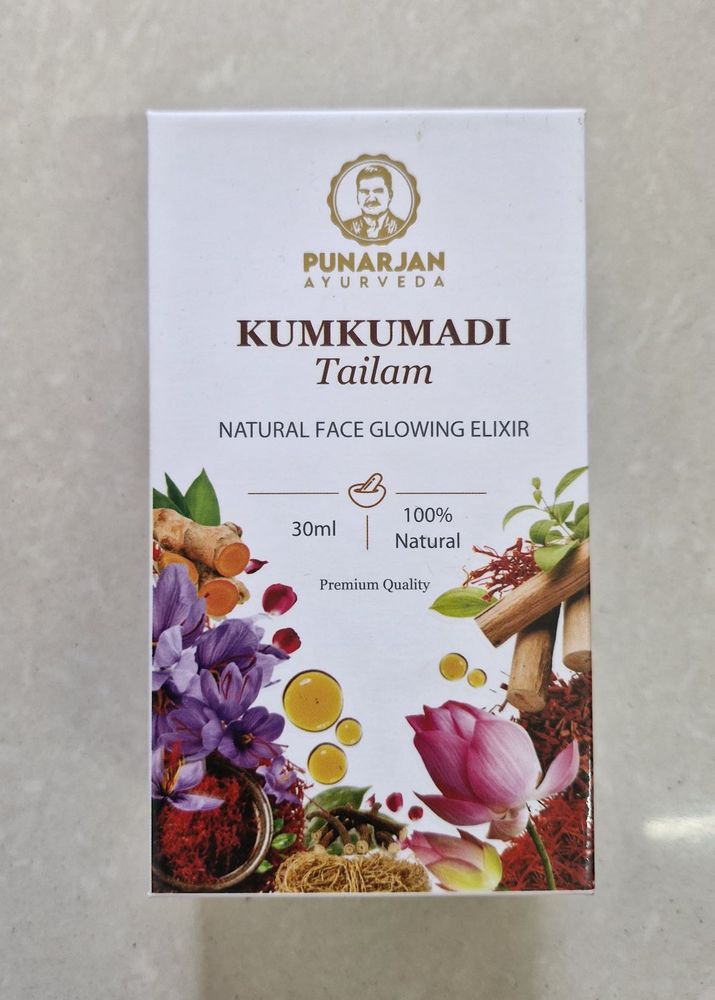 PUNARJAN
AYURVEDA
KUMKUMADI
Tailam
NATURAL FACE GLOWING ELIXIR
30ml
100%
Natural
Premium Quality